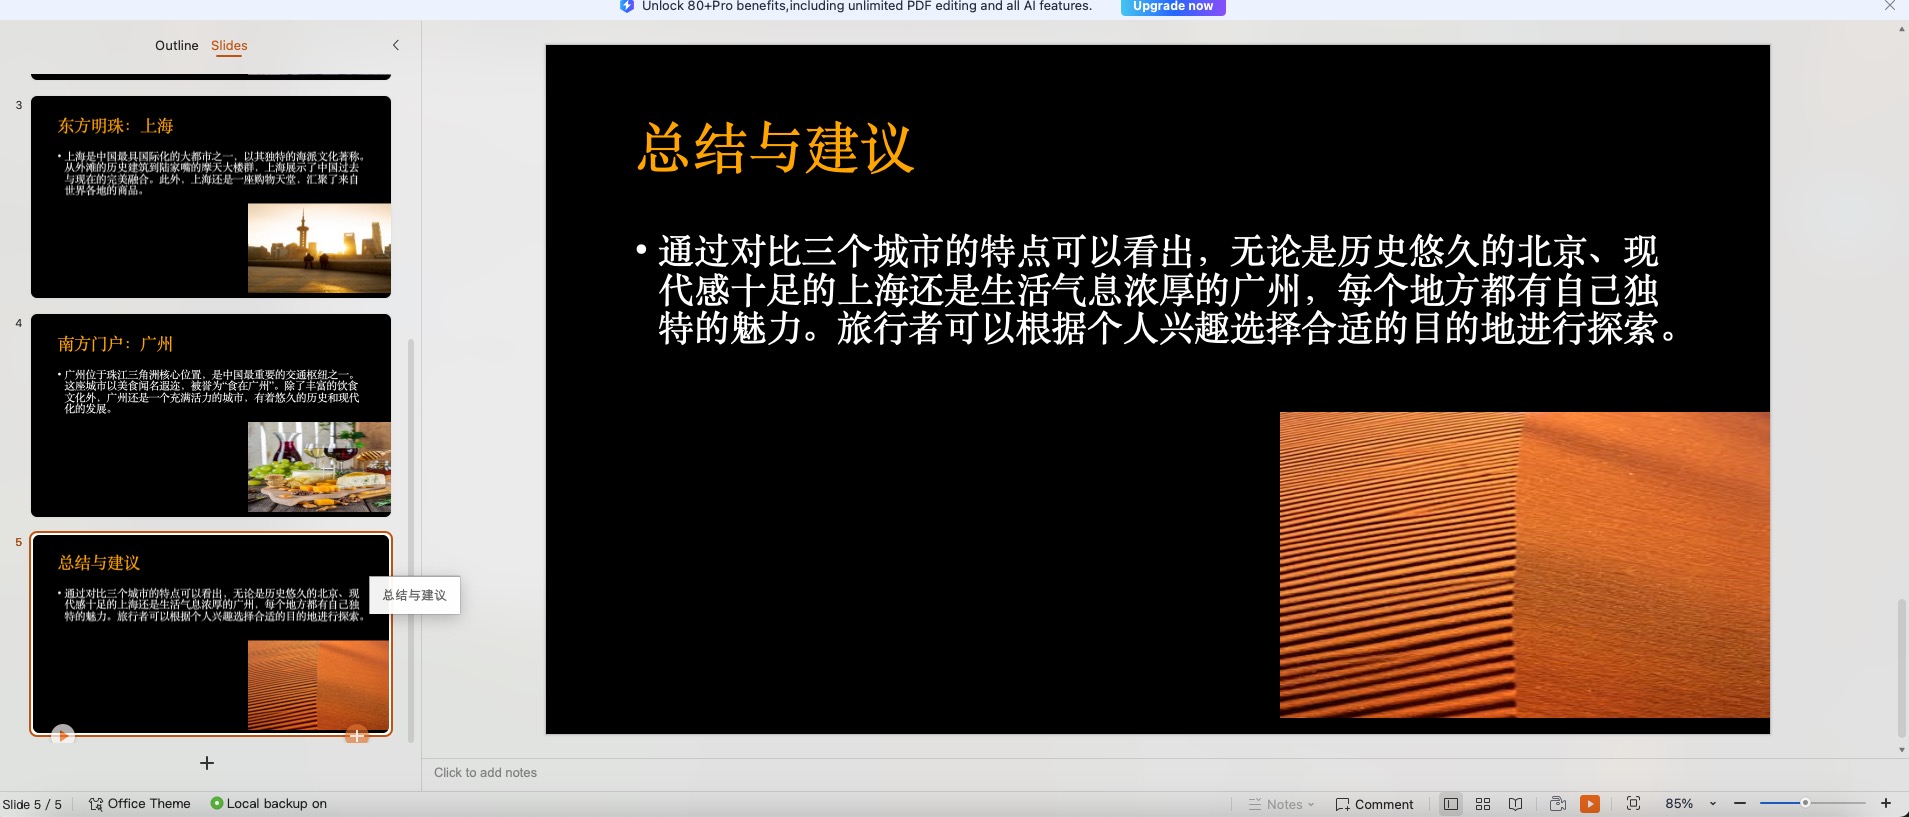 Unlock 80+Pro benefits,including unlimited PDF editing and all AI features.
Upgrade now
Outline
Slides
3
东方明珠：上海
• 上海是中国最具国际化的大都市之一，以其独特的海派文化著称。
从外滩的历史建筑到陆家嘴的摩天大楼群，上海展示了中国过去
与现在的完美融合。此外，上海还是一座购物天堂，汇聚了来自
世界各地的商品。
4
南方门户：广州
• 广州位于珠江三角洲核心位置，是中国最重要的交通枢纽之一。
这座城市以美食闻名遐迩，被誉为“食在广州”。除了丰富的饮食
文化外，广州还是一个充满活力的城市，有着悠久的历史和现代
化的发展。
5
总结与建议
• 通过对比三个城市的特点可以看出，无论是历史悠久的北京、现
代感十足的上海还是生活气息浓厚的广州，每个地方都有自己独
特的魅力。旅行者可以根据个人兴趣选择合适的目的地进行探索。
总结与建议
总结与建议
• 通过对比三个城市的特点可以看出，无论是历史悠久的北京、现
代感十足的上海还是生活气息浓厚的广州，每个地方都有自己独
特的魅力。旅行者可以根据个人兴趣选择合适的目的地进行探索。
Click to add notes
Slide 5 / 5
Office Theme
Local backup on
Notes
Comment
85%